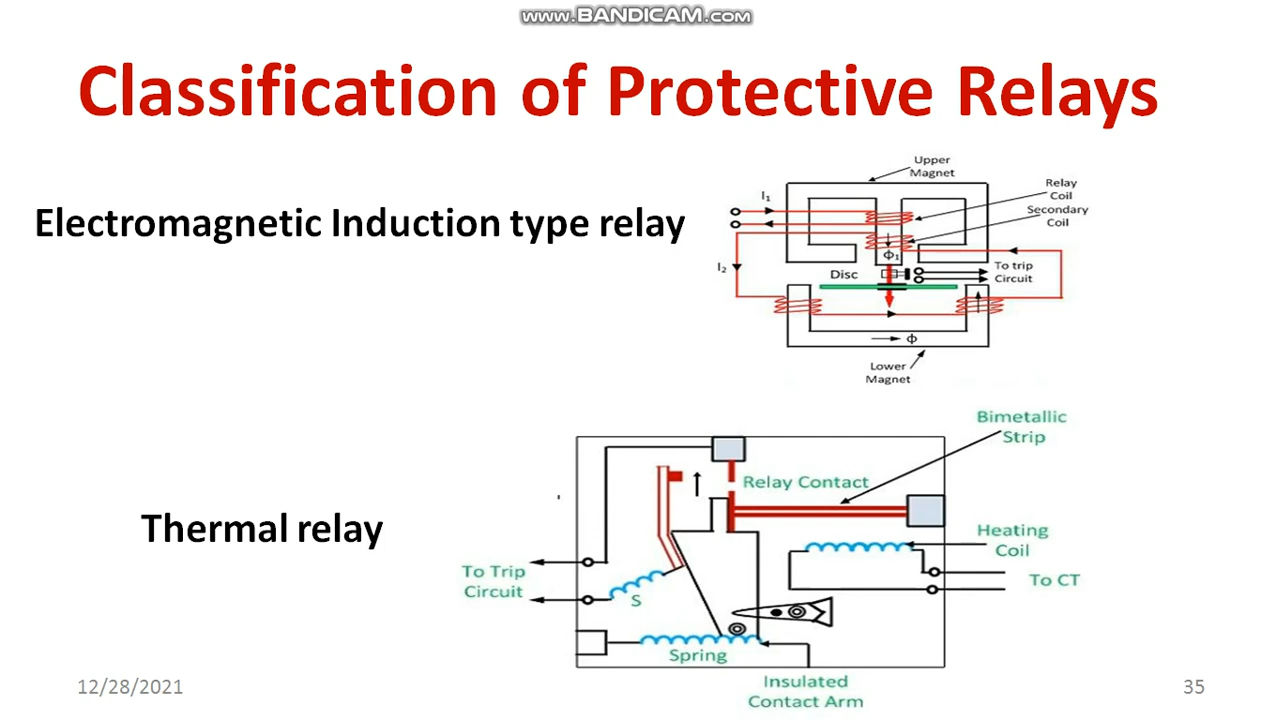 www.BANDICAM.com
Classification of Protective Relays
Electromagnetic Induction type relay
Upper
Magnet
Relay
Coil
Secondary
Coil
I1
I2
Φ1
Disc
To trip
Circuit
Φ
Lower
Magnet
Thermal relay
Bimetallic
Strip
Relay Contact
Heating
Coil
To CT
To Trip
Circuit
S
Spring
Insulated
Contact Arm
12/28/2021
35